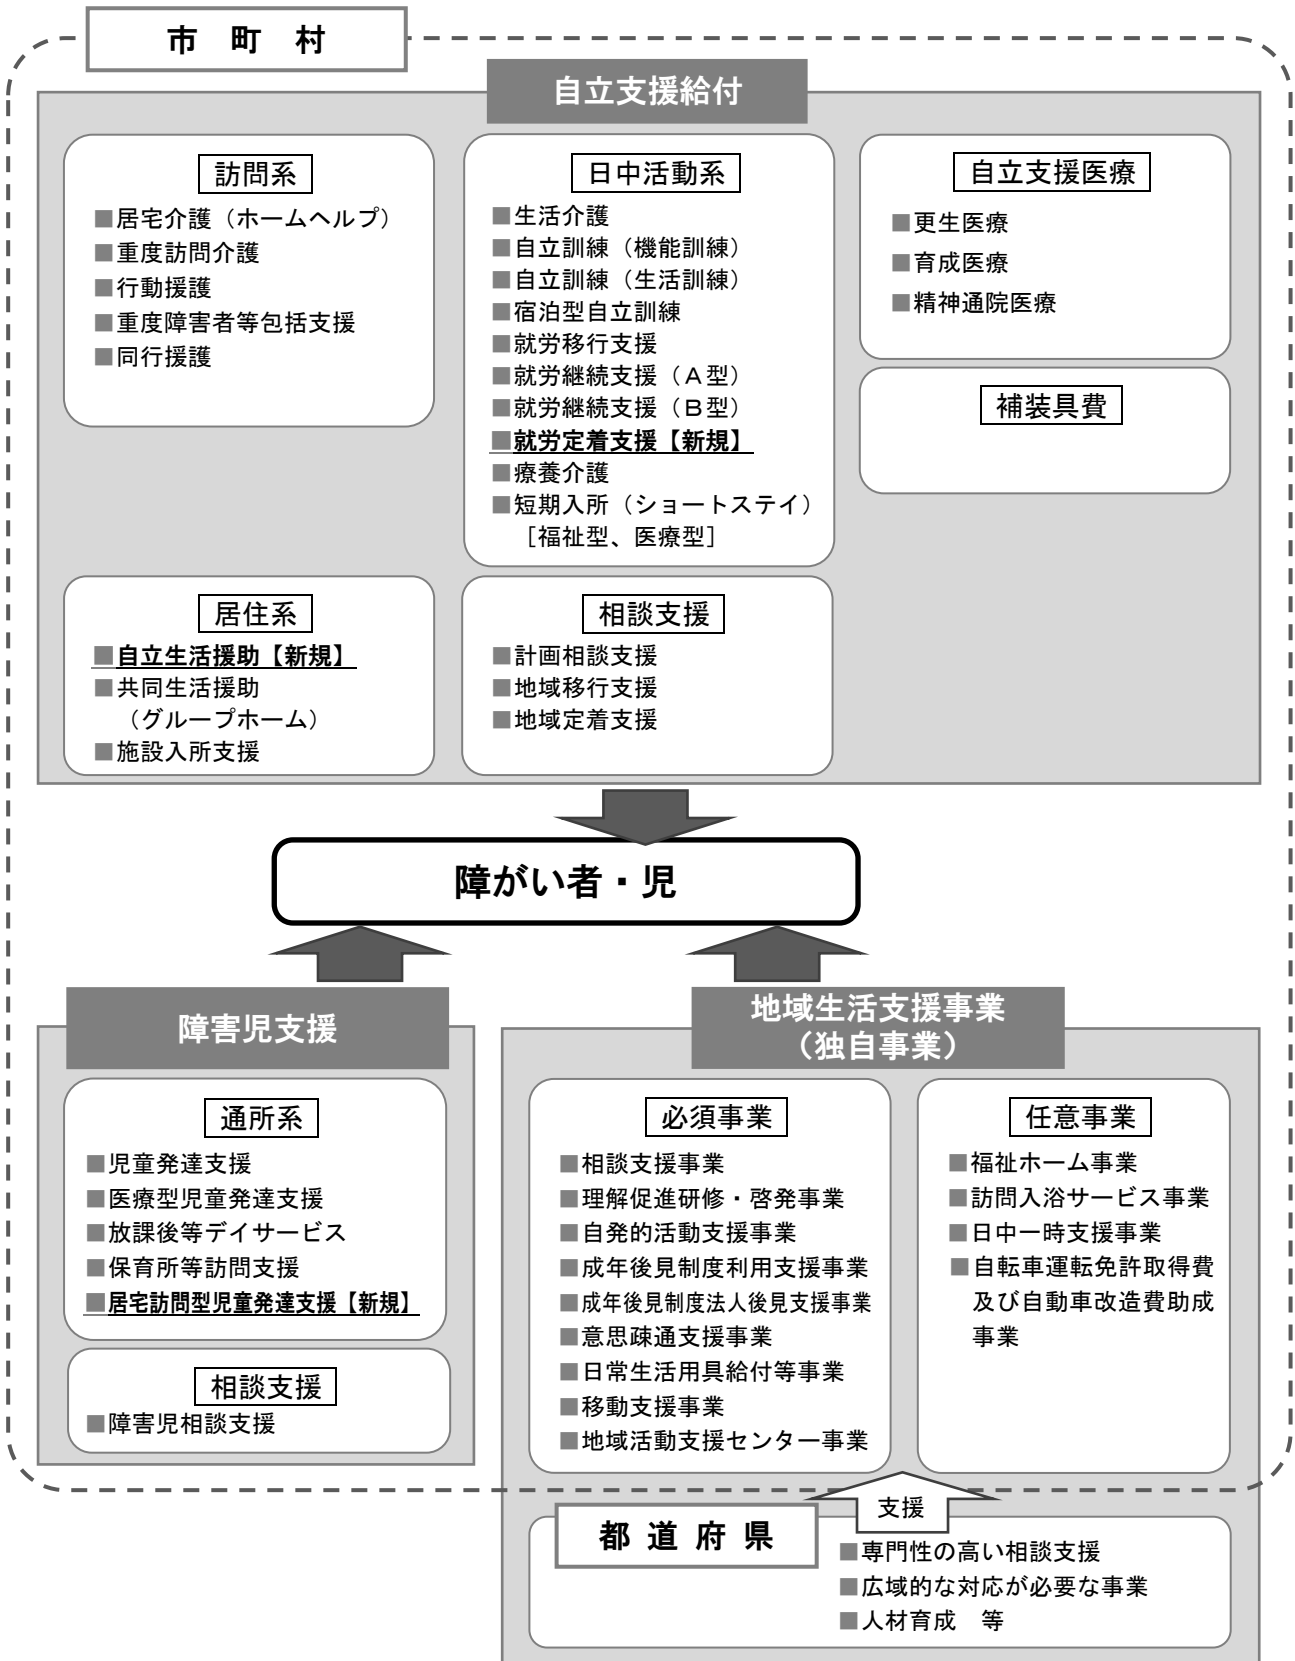 市　町　村
自立支援給付
訪問系
■居宅介護（ホームヘルプ）
■重度訪問介護
■行動援護
■重度障害者等包括支援
■同行援護
日中活動系
■生活介護
■自立訓練（機能訓練）
■自立訓練（生活訓練）
■宿泊型自立訓練
■就労移行支援
■就労継続支援（Ａ型）
■就労継続支援（Ｂ型）
■就労定着支援【新規】
■療養介護
■短期入所（ショートステイ）
［福祉型、医療型］
自立支援医療
■更生医療
■育成医療
■精神通院医療
補装具費
居住系
■自立生活援助【新規】
■共同生活援助
（グループホーム）
■施設入所支援
相談支援
■計画相談支援
■地域移行支援
■地域定着支援
障がい者・児
障害児支援
通所系
■児童発達支援
■医療型児童発達支援
■放課後等デイサービス
■保育所等訪問支援
■居宅訪問型児童発達支援【新規】
相談支援
■障害児相談支援
地域生活支援事業
（独自事業）
必須事業
■相談支援事業
■理解促進研修・啓発事業
■自発的活動支援事業
■成年後見制度利用支援事業
■成年後見制度法人後見支援事業
■意思疎通支援事業
■日常生活用具給付等事業
■移動支援事業
■地域活動支援センター事業
任意事業
■福祉ホーム事業
■訪問入浴サービス事業
■日中一時支援事業
■自転車運転免許取得費
及び自動車改造費助成
事業
支援
都　道　府　県
■専門性の高い相談支援
■広域的な対応が必要な事業
■人材育成　等